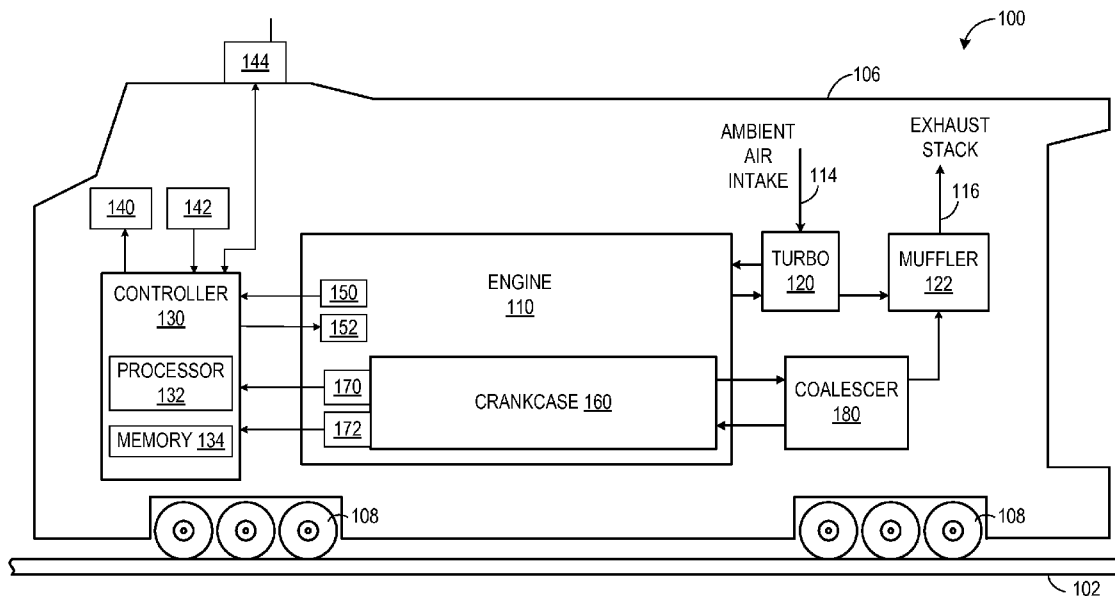 100
144
106
AMBIENT
AIR
INTAKE
EXHAUST
STACK
114
116
140
142
TURBO
120
MUFFLER
122
CONTROLLER
130
ENGINE
110
150
152
PROCESSOR
132
170
CRANKCASE 160
COALESCER
180
MEMORY 134
172
108
108
102